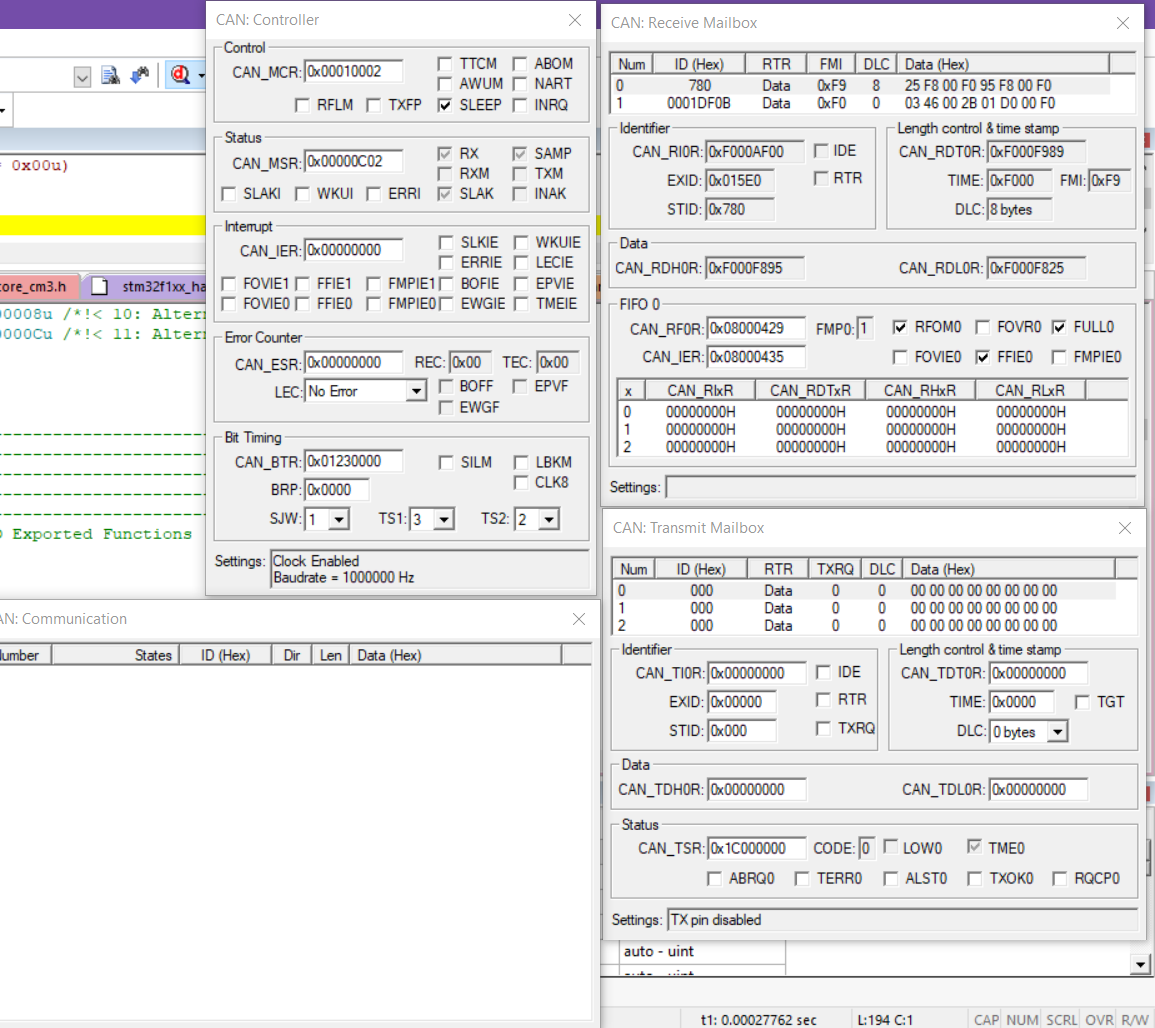 = 0x00u)
core_cm3.h
stm32f1xx_ha
00008u /*!< 10: Altern
0000Cu /*!< 11: Altern
Exported Functions
CAN: Controller
Control
CAN_MCR: 0x00010002
TTCM
ABOM
AWUM
NART
RFLM
TXFP
SLEEP
INRQ
Status
CAN_MSR: 0x00000C02
RX
SAMP
RXM
TXM
SLAKI
WKUI
ERRI
SLAK
INAK
Interrupt
CAN_IER: 0x00000000
SLKIE
WKUIE
ERRIE
LECIE
FOVIE1
FFIE1
FMPIE1
BOFIE
EPVIE
FOVIE0
FFIE0
FMPIE0
EWGIE
TMEIE
Error Counter
CAN_ESR: 0x00000000 REC: 0x00 TEC: 0x00
LEC: No Error
BOFF
EPVF
EWGF
Bit Timing
CAN_BTR: 0x01230000
SILM
LBKM
CLK8
BRP: 0x0000
SJW: 1 TS1: 3 TS2: 2
Settings: Clock Enabled
Baudrate = 1000000 Hz
CAN: Receive Mailbox
Num ID (Hex) RTR FMI DLC Data (Hex)
0 780 Data 0xF9 8 25 F8 00 F0 95 F8 00 F0
1 0001DF0B Data 0xF0 0 03 46 00 2B 01 D0 00 F0
Identifier
CAN_RI0R: 0xF000AF00
IDE
EXID: 0x015E0
RTR
STID: 0x780
Length control & time stamp
CAN_RDT0R: 0xF000F989
TIME: 0xF000 FMI: 0xF9
DLC: 8 bytes
Data
CAN_RDH0R: 0xF000F895
CAN_RDL0R: 0xF000F825
FIFO 0
CAN_RF0R: 0x08000429 FMP0: 1
RFOM0
FOVR0
FULL0
CAN_IER: 0x08000435
FOVIE0
FFIE0
FMPIE0
x CAN_RIxR CAN_RDTxR CAN_RHxR CAN_RLxR
0 00000000H 00000000H 00000000H 00000000H
1 00000000H 00000000H 00000000H 00000000H
2 00000000H 00000000H 00000000H 00000000H
Settings:
AN: Communication
Number States ID (Hex) Dir Len Data (Hex)
CAN: Transmit Mailbox
Num ID (Hex) RTR TXRQ DLC Data (Hex)
0 000 Data 0 0 00 00 00 00 00 00 00 00
1 000 Data 0 0 00 00 00 00 00 00 00 00
2 000 Data 0 0 00 00 00 00 00 00 00 00
Identifier
CAN_TI0R: 0x00000000
IDE
EXID: 0x00000
RTR
STID: 0x000
TXRQ
Length control & time stamp
CAN_TDT0R: 0x00000000
TIME: 0x0000
TGT
DLC: 0 bytes
Data
CAN_TDH0R: 0x00000000
CAN_TDL0R: 0x00000000
Status
CAN_TSR: 0x1C000000 CODE: 0
LOW0
TME0
ABRQ0
TERR0
ALST0
TXOK0
RQCP0
Settings: TX pin disabled
auto - uint
auto - uint
t1: 0.00027762 sec
L:194 C:1
CAP NUM SCRL OVR R/W